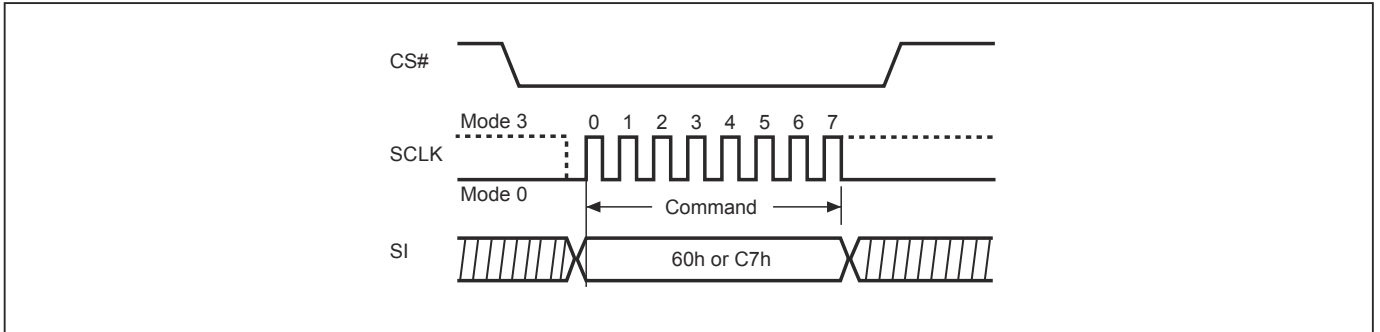 CS#
Mode 3
0 1 2 3 4 5 6 7
SCLK
Mode 0
Command
SI
60h or C7h